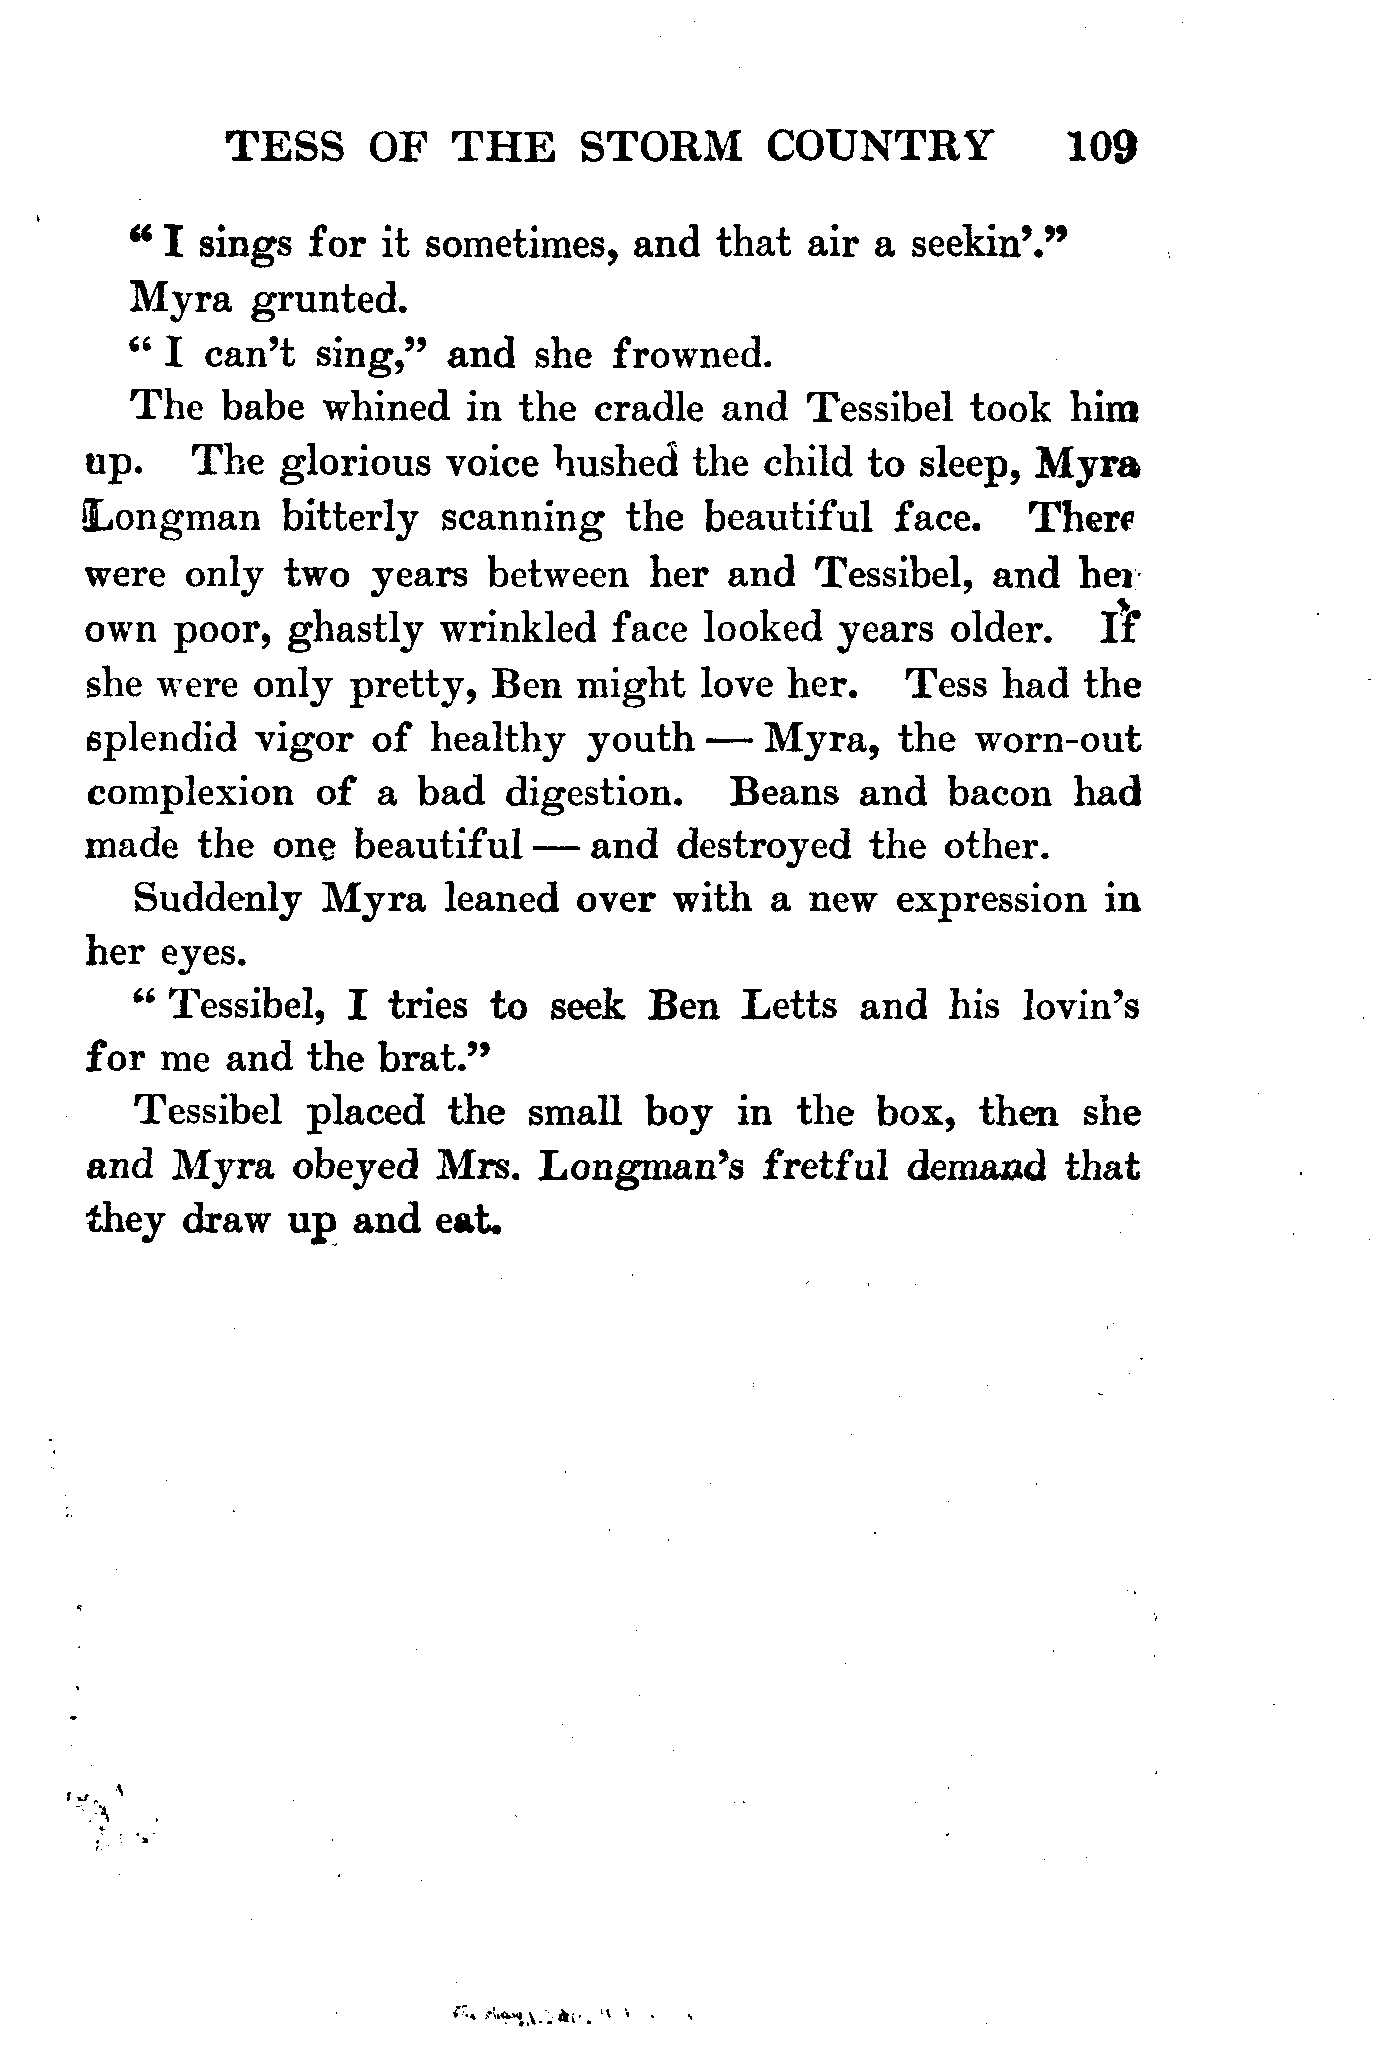 TESS OF THE STORM COUNTRY 109
“ I sings for it sometimes, and that air a seekin’.”
Myra grunted.
“ I can’t sing,” and she frowned.
The babe whined in the cradle and Tessibel took him
up. The glorious voice hushed the child to sleep, Myra
Longman bitterly scanning the beautiful face. There
were only two years between her and Tessibel, and her
own poor, ghastly wrinkled face looked years older. If
she were only pretty, Ben might love her. Tess had the
splendid vigor of healthy youth — Myra, the worn-out
complexion of a bad digestion. Beans and bacon had
made the one beautiful — and destroyed the other.
Suddenly Myra leaned over with a new expression in
her eyes.
“ Tessibel, I tries to seek Ben Letts and his lovin’s
for me and the brat.”
Tessibel placed the small boy in the box, then she
and Myra obeyed Mrs. Longman’s fretful demand that
they draw up and eat.